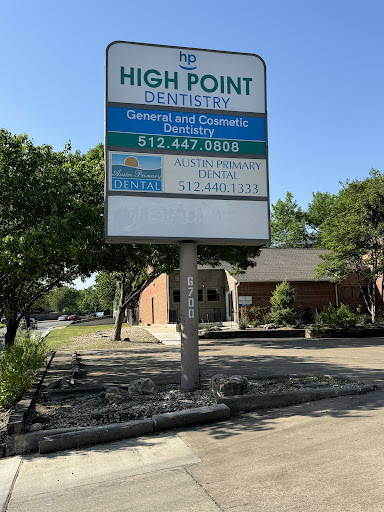 hp
HIGH POINT
DENTISTRY
General and Cosmetic
Dentistry
512.447.0808
Austin Primary
DENTAL
AUSTIN PRIMARY
DENTAL
512.440.1333
6700